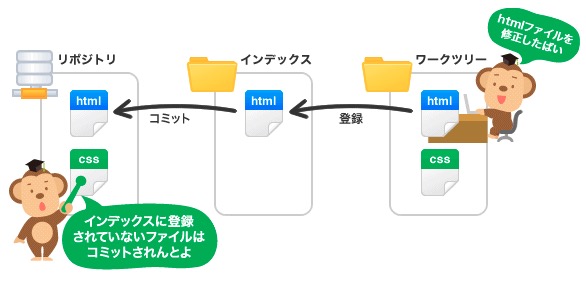 htmlファイルを
修正したばい
リポジトリ
インデックス
ワークツリー
html
コミット
html
登録
html
css
css
インデックスに登録
されていないファイルは
コミットされんとよ